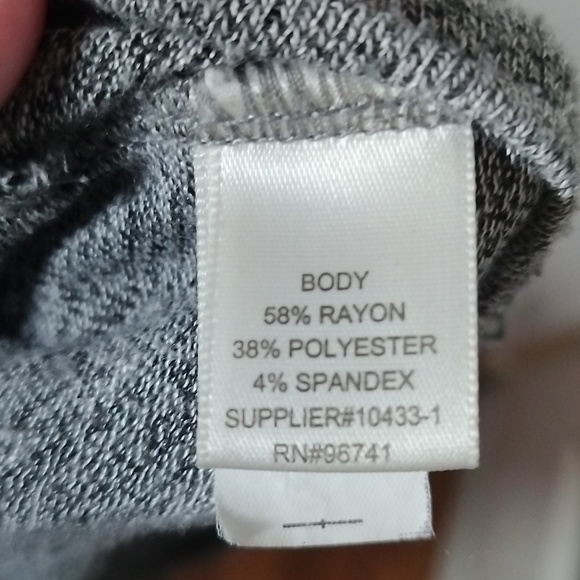 BODY
58% RAYON
38% POLYESTER
4% SPANDEX
SUPPLIER#10433-1
RN#96741